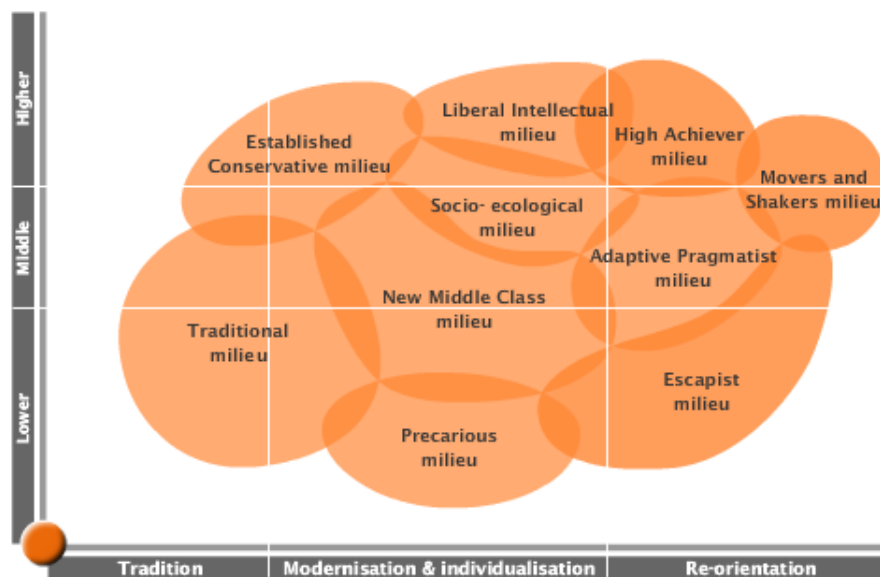 Higher
Middle
Lower
Liberal Intellectual
milieu
High Achiever
milieu
Established
Conservative milieu
Movers and
Shakers milieu
Socio- ecological
milieu
Adaptive Pragmatist
milieu
New Middle Class
milieu
Traditional
milieu
Escapist
milieu
Precarious
milieu
Tradition
Modernisation & individualisation
Re-orientation